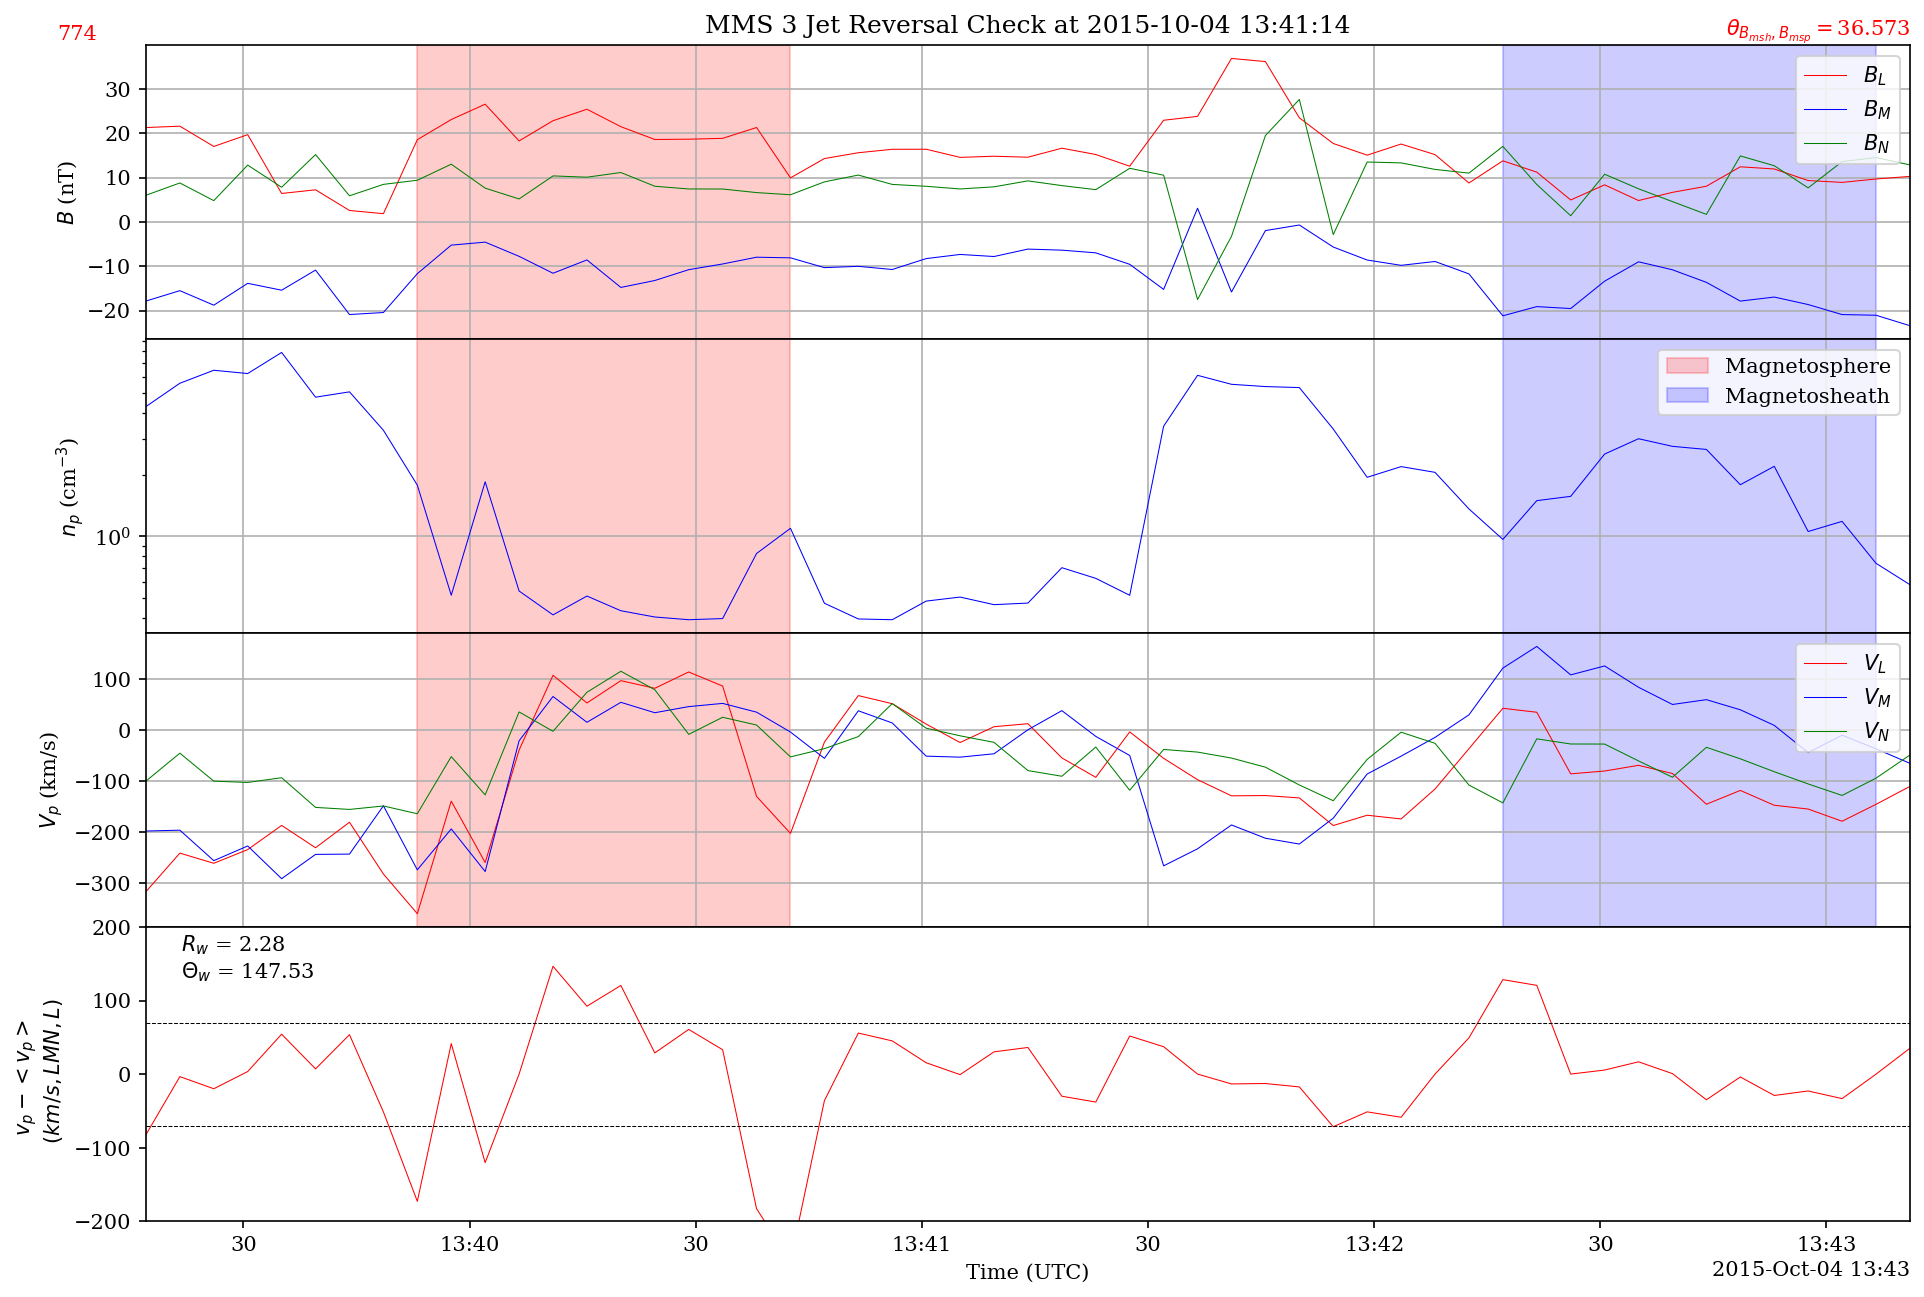 774
MMS 3 Jet Reversal Check at 2015-10-04 13:41:14
θ_{B_{msh}, B_{msp}} = 36.573
30
20
10
0
−10
−20
B (nT)
B_L
B_M
B_N
10^0
n_p (cm^{−3})
Magnetosphere
Magnetosheath
100
0
−100
−200
−300
V_p (km/s)
V_L
V_M
V_N
200
100
0
−100
−200
v_p − < v_p >
(km/s, LMN, L)
R_w = 2.28
Θ_w = 147.53
30
13:40
30
13:41
30
13:42
30
13:43
Time (UTC)
2015-Oct-04 13:43